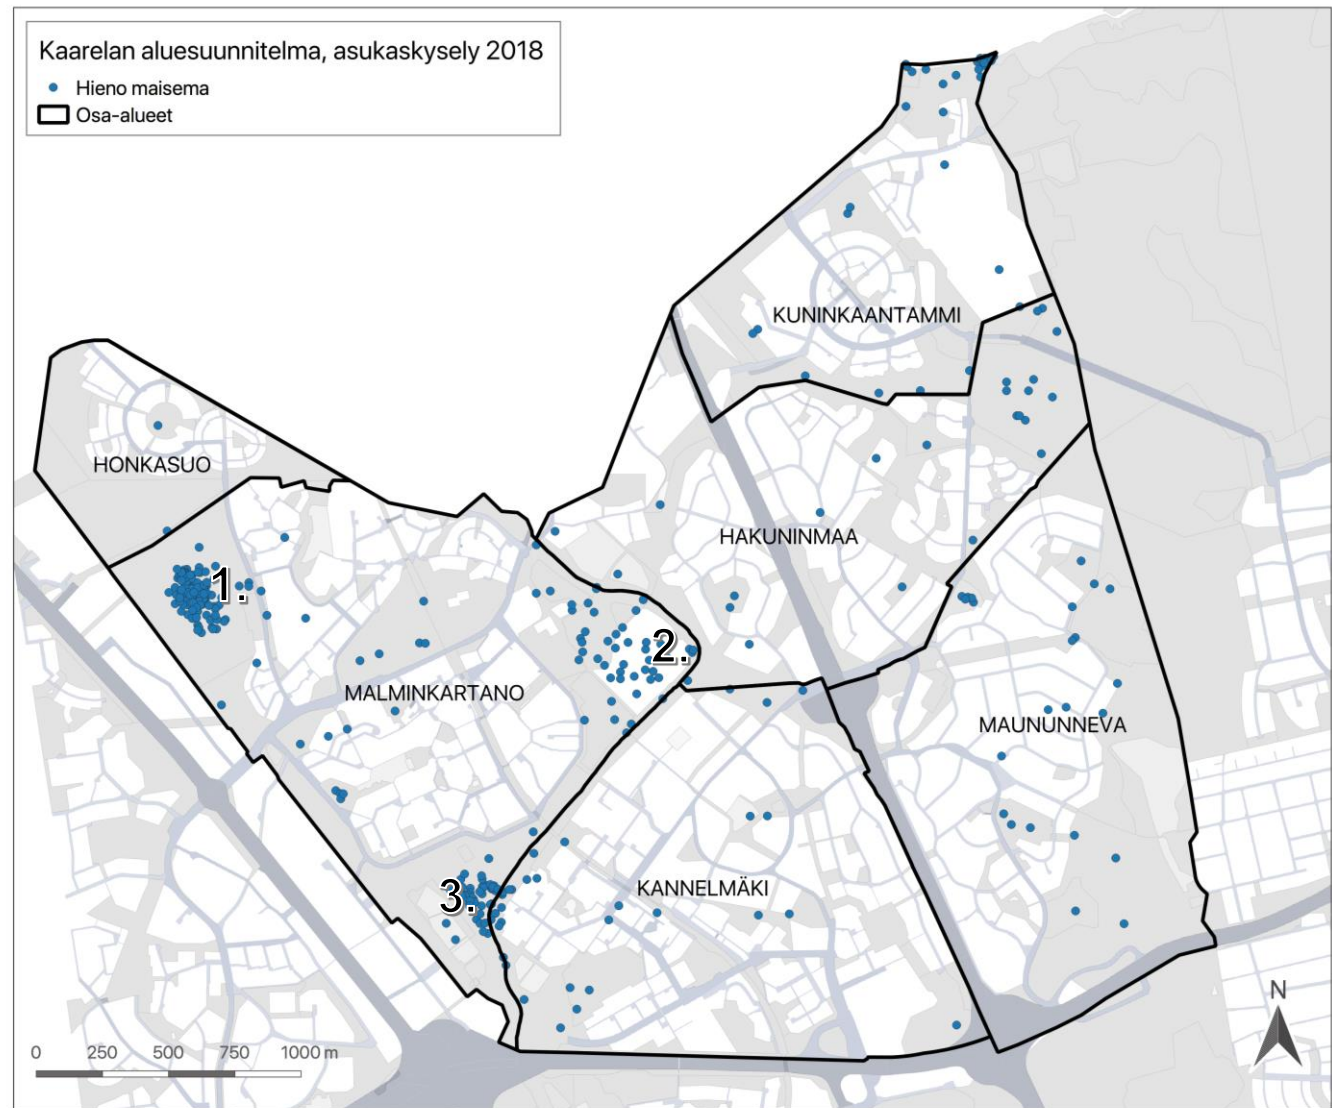 Kaarelan aluesuunnitelma, asukaskysely 2018
Hieno maisema
Osa-alueet
KUNINKAANTAMMI
HONKASUO
HAKUNINMAA
1.
2.
MALMINKARTANO
MAUNUNNEVA
3.
KANNELMÄKI
N
0 250 500 750 1000 m